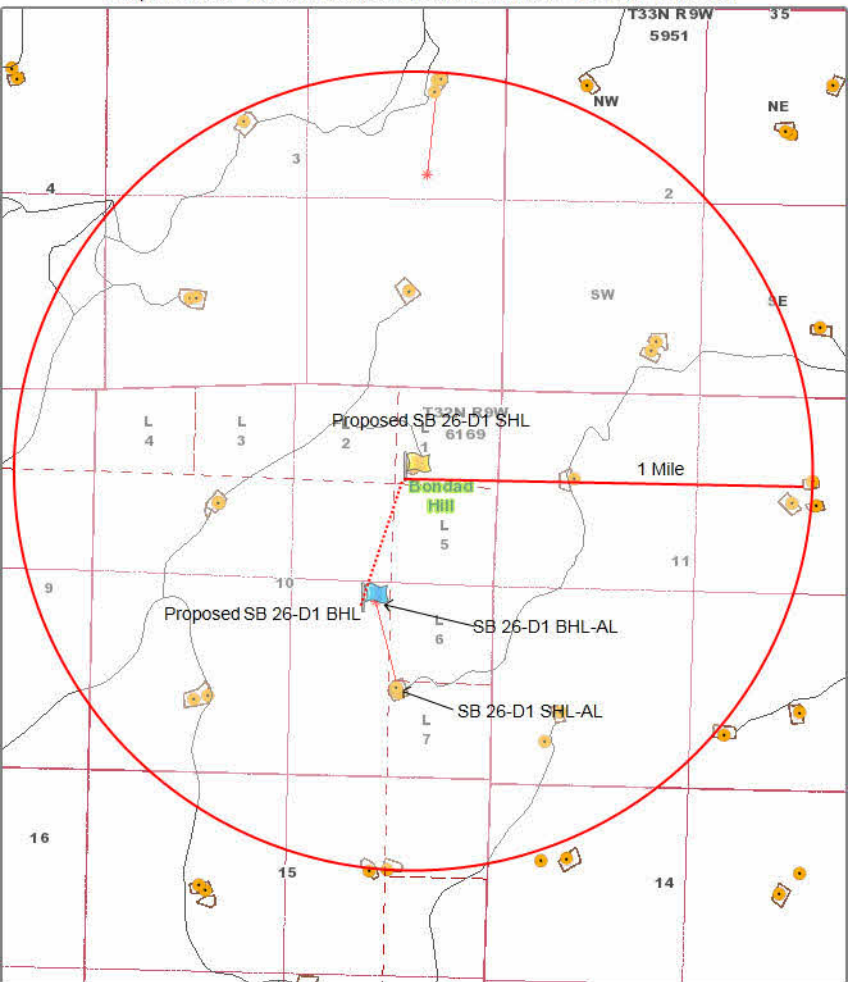 T33N R9W
35
5951
NW
NE
3
4
2
SW
SE
L
4
L
3
L
2
L
1
T32N R9W
6169
Proposed SB 26-D1 SHL
1 Mile
Bondad
Hill
L
5
9
10
11
Proposed SB 26-D1 BHL
SB 26-D1 BHL-AL
L
6
SB 26-D1 SHL-AL
L
7
16
15
14